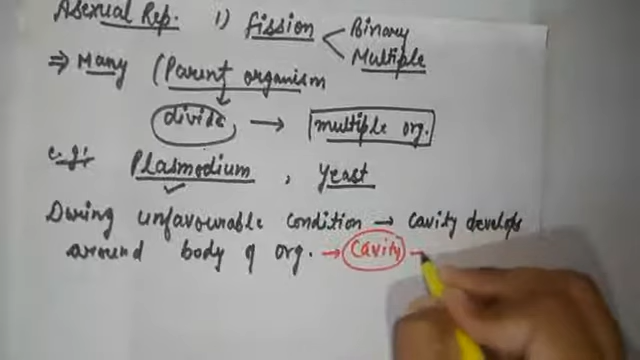 Asexual Rep. 1) fission Binary
Multiple
⇒ Many (Parent organism
divide → multiple org.
e.g: Plasmodium, Yeast
During unfavourable condition → Cavity develops
around body of org. → Cavity →